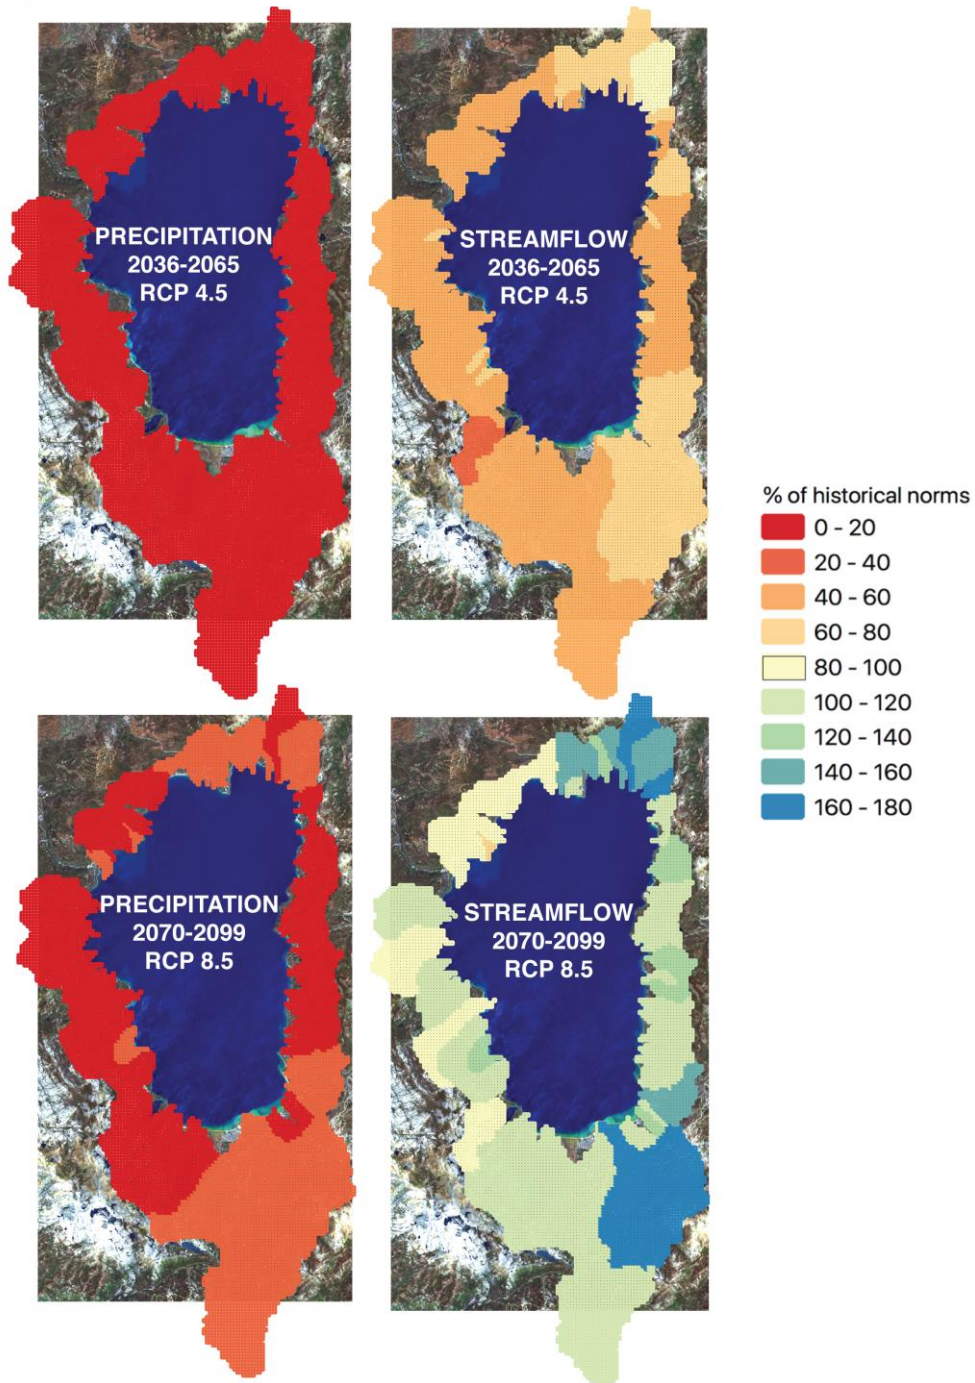 PRECIPITATION
2036-2065
RCP 4.5
STREAMFLOW
2036-2065
RCP 4.5
% of historical norms
0 - 20
20 - 40
40 - 60
60 - 80
80 - 100
100 - 120
120 - 140
140 - 160
160 - 180
PRECIPITATION
2070-2099
RCP 8.5
STREAMFLOW
2070-2099
RCP 8.5